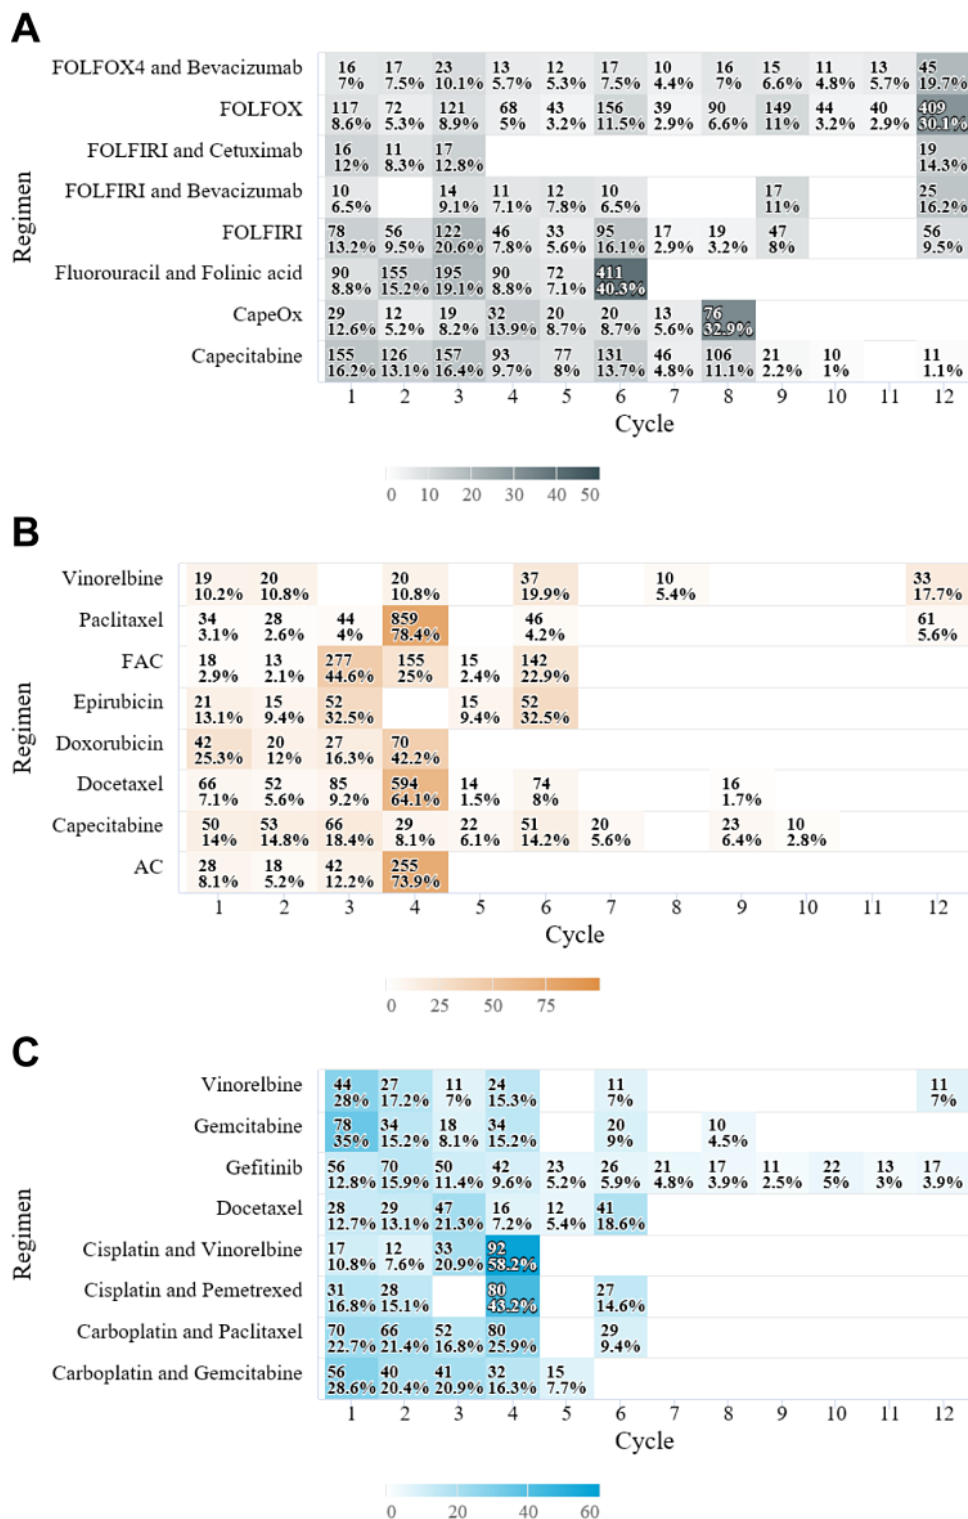 A
FOLFOX4 and Bevacizumab 16 17 23 13 12 17 10 16 15 11 13 45
7% 7.5% 10.1% 5.7% 5.3% 7.5% 4.4% 7% 6.6% 4.8% 5.7% 19.7%
FOLFOX 117 72 121 68 43 156 39 90 149 44 40 409
8.6% 5.3% 8.9% 5% 3.2% 11.5% 2.9% 6.6% 11% 3.2% 2.9% 30.1%
FOLFIRI and Cetuximab 16 11 17 19
12% 8.3% 12.8% 14.3%
FOLFIRI and Bevacizumab 10 14 11 12 10 17 25
6.5% 9.1% 7.1% 7.8% 6.5% 11% 16.2%
FOLFIRI 78 56 122 46 33 95 17 19 47 56
13.2% 9.5% 20.6% 7.8% 5.6% 16.1% 2.9% 3.2% 8% 9.5%
Fluorouracil and Folinic acid 90 155 195 90 72 411
8.8% 15.2% 19.1% 8.8% 7.1% 40.3%
CapeOx 29 12 19 32 20 20 13 76
12.6% 5.2% 8.2% 13.9% 8.7% 8.7% 5.6% 32.9%
Capecitabine 155 126 157 93 77 131 46 106 21 10 11
16.2% 13.1% 16.4% 9.7% 8% 13.7% 4.8% 11.1% 2.2% 1% 1.1%
Regimen
1 2 3 4 5 6 7 8 9 10 11 12
Cycle
0 10 20 30 40 50
B
Vinorelbine 19 20 20 37 10 33
10.2% 10.8% 10.8% 19.9% 5.4% 17.7%
Paclitaxel 34 28 44 859 46 61
3.1% 2.6% 4% 78.4% 4.2% 5.6%
FAC 18 13 277 155 15 142
2.9% 2.1% 44.6% 25% 2.4% 22.9%
Epirubicin 21 15 52 15 52
13.1% 9.4% 32.5% 9.4% 32.5%
Doxorubicin 42 20 27 70
25.3% 12% 16.3% 42.2%
Docetaxel 66 52 85 594 14 74 16
7.1% 5.6% 9.2% 64.1% 1.5% 8% 1.7%
Capecitabine 50 53 66 29 22 51 20 23 10
14% 14.8% 18.4% 8.1% 6.1% 14.2% 5.6% 6.4% 2.8%
AC 28 18 42 255
8.1% 5.2% 12.2% 73.9%
Regimen
1 2 3 4 5 6 7 8 9 10 11 12
Cycle
0 25 50 75
C
Vinorelbine 44 27 11 24 11 11
28% 17.2% 7% 15.3% 7% 7%
Gemcitabine 78 34 18 34 20 10
35% 15.2% 8.1% 15.2% 9% 4.5%
Gefitinib 56 70 50 42 23 26 21 17 11 22 13 17
12.8% 15.9% 11.4% 9.6% 5.2% 5.9% 4.8% 3.9% 2.5% 5% 3% 3.9%
Docetaxel 28 29 47 16 12 41
12.7% 13.1% 21.3% 7.2% 5.4% 18.6%
Cisplatin and Vinorelbine 17 12 33 92
10.8% 7.6% 20.9% 58.2%
Cisplatin and Pemetrexed 31 28 80 27
16.8% 15.1% 43.2% 14.6%
Carboplatin and Paclitaxel 70 66 52 80 29
22.7% 21.4% 16.8% 25.9% 9.4%
Carboplatin and Gemcitabine 56 40 41 32 15
28.6% 20.4% 20.9% 16.3% 7.7%
Regimen
1 2 3 4 5 6 7 8 9 10 11 12
Cycle
0 20 40 60